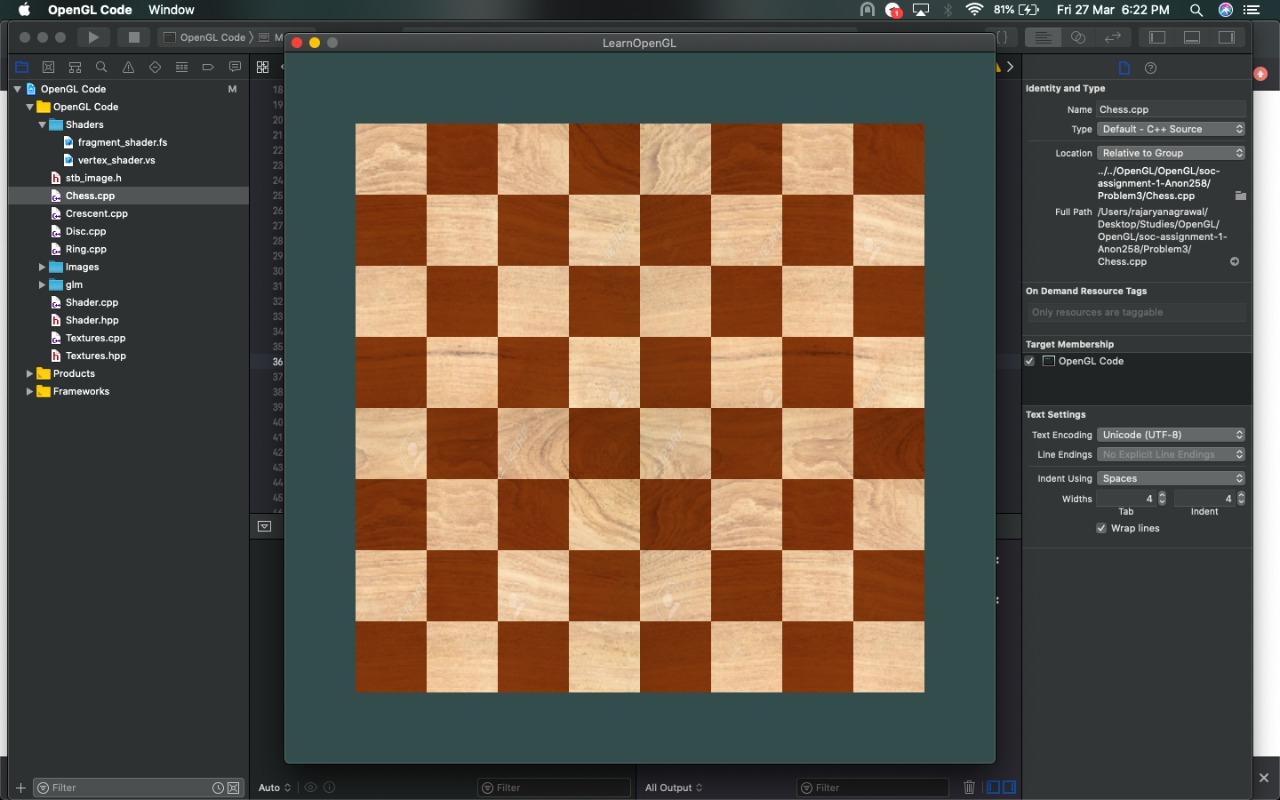 OpenGL Code Window
81% Fri 27 Mar 6:22 PM
OpenGL Code
LearnOpenGL
OpenGL Code M
OpenGL Code
Shaders
fragment_shader.fs
vertex_shader.vs
stb_image.h
Chess.cpp
Crescent.cpp
Disc.cpp
Ring.cpp
Images
glm
Shader.cpp
Shader.hpp
Textures.cpp
Textures.hpp
Products
Frameworks
18
19
20
21
22
23
24
25
26
27
28
29
30
31
32
33
34
35
36
37
38
39
40
41
42
43
44
45
Identity and Type
Name Chess.cpp
Type Default - C++ Source
Location Relative to Group
../../OpenGL/OpenGL/soc-
assignment-1-Anon258/
Problem3/Chess.cpp
Full Path /Users/rajaryanagrawal/
Desktop/Studies/OpenGL/
OpenGL/soc-assignment-1-
Anon258/Problem3/
Chess.cpp
On Demand Resource Tags
Only resources are taggable
Target Membership
OpenGL Code
Text Settings
Text Encoding Unicode (UTF-8)
Line Endings No Explicit Line Endings
Indent Using Spaces
Widths 4 4
Tab Indent
Wrap lines
Filter
Auto
Filter
All Output
Filter